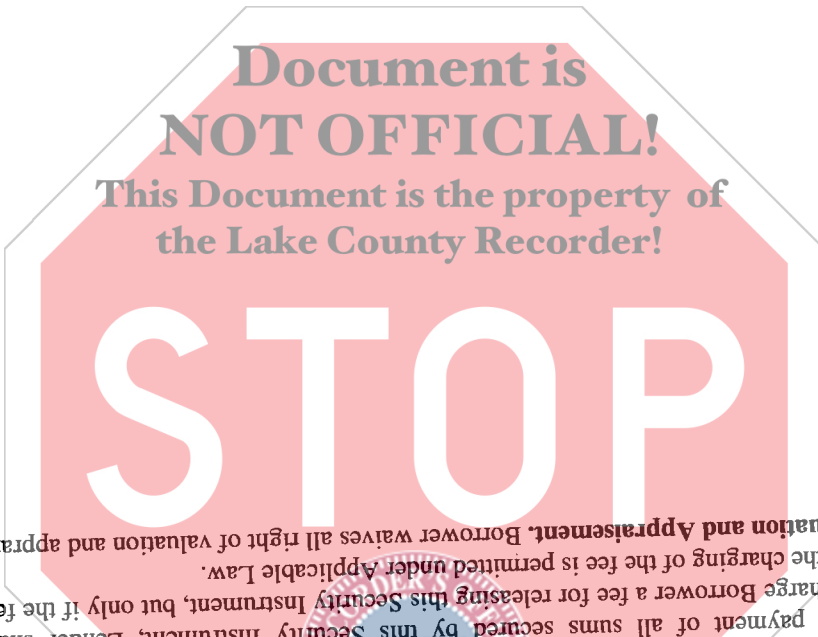 Document is
NOT OFFICIAL!
This Document is the property of
the Lake County Recorder!
STOP
payment of all sums secured by this Security Instrument, Lender
harge Borrower a fee for releasing this Security Instrument, but only if the fe
he charging of the fee is permitted under Applicable Law.
uation and Appraisement. Borrower waives all right of valuation and apprai